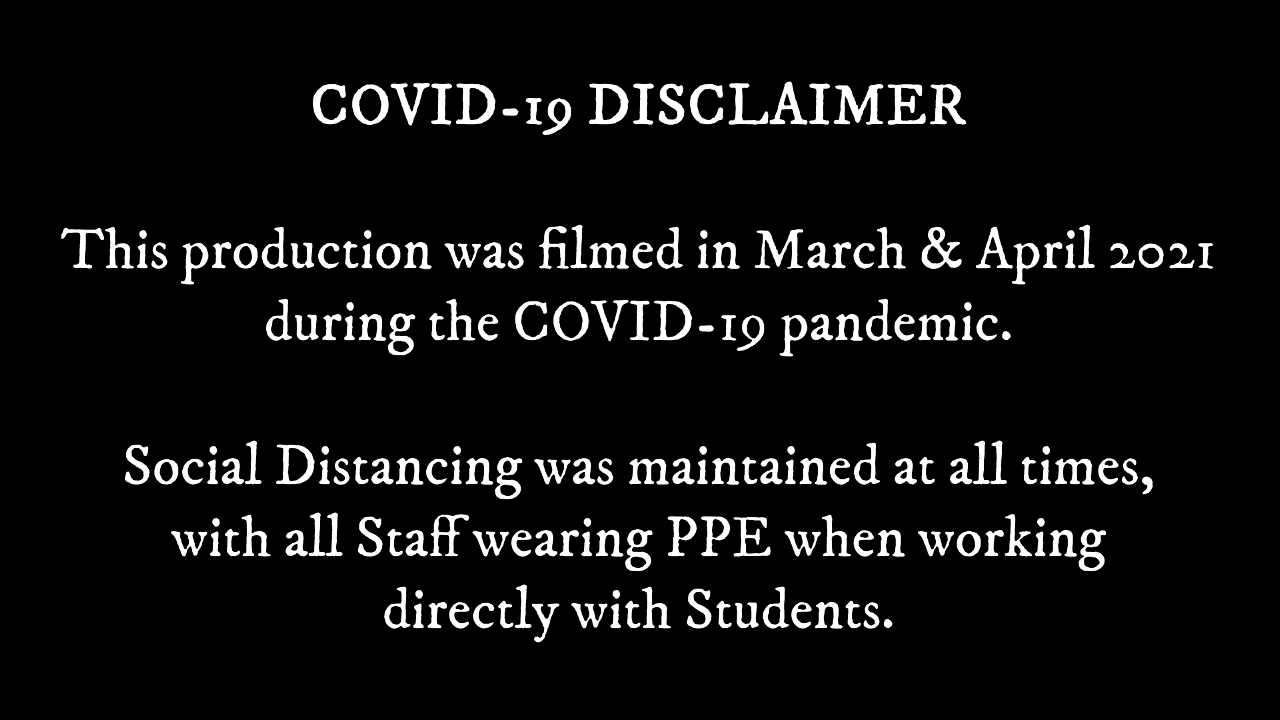 COVID-19 DISCLAIMER
This production was filmed in March & April 2021
during the COVID-19 pandemic.
Social Distancing was maintained at all times,
with all Staff wearing PPE when working
directly with Students.